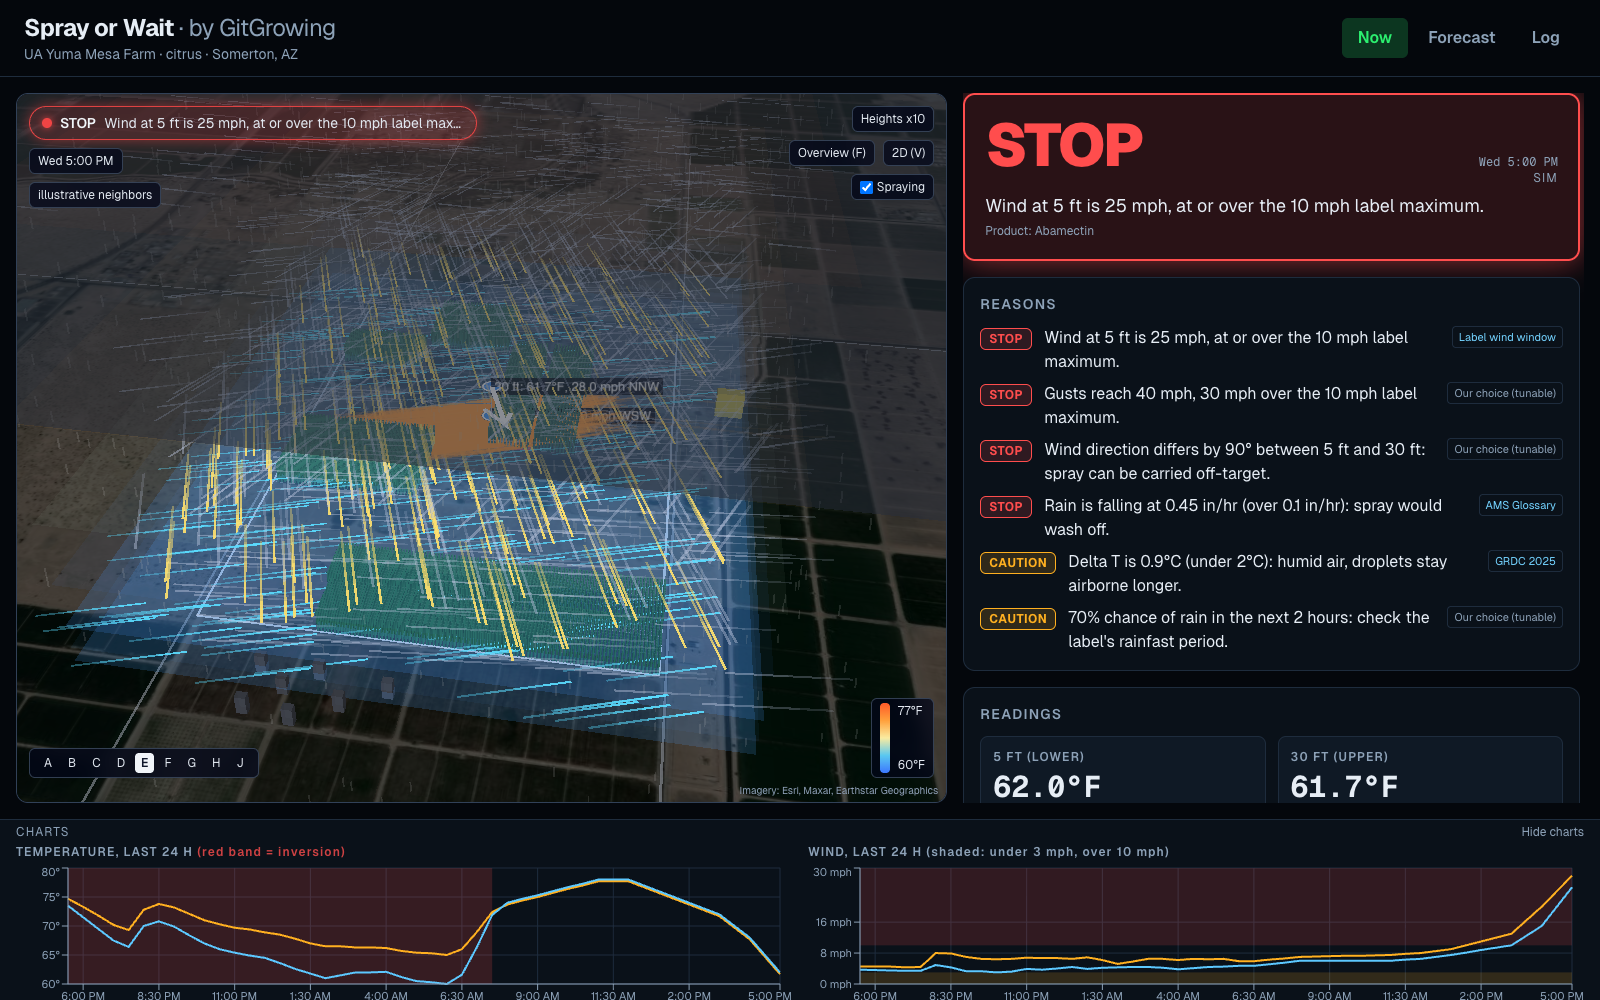 Spray or Wait · by GitGrowing
UA Yuma Mesa Farm · citrus · Somerton, AZ
Now
Forecast
Log
STOP Wind at 5 ft is 25 mph, at or over the 10 mph label max...
Wed 5:00 PM
illustrative neighbors
Heights x10
Overview (F)
2D (V)
Spraying
30 ft: 61.7°F, 28.0 mph NNW
mph WSW
A B C D E F G H J
77°F
60°F
Imagery: Esri, Maxar, Earthstar Geographics
STOP
Wed 5:00 PM
SIM
Wind at 5 ft is 25 mph, at or over the 10 mph label maximum.
Product: Abamectin
REASONS
STOP Wind at 5 ft is 25 mph, at or over the 10 mph label
maximum.
Label wind window
STOP Gusts reach 40 mph, 30 mph over the 10 mph label
maximum.
Our choice (tunable)
STOP Wind direction differs by 90° between 5 ft and 30 ft:
spray can be carried off-target.
Our choice (tunable)
STOP Rain is falling at 0.45 in/hr (over 0.1 in/hr): spray would
wash off.
AMS Glossary
CAUTION Delta T is 0.9°C (under 2°C): humid air, droplets stay
airborne longer.
GRDC 2025
CAUTION 70% chance of rain in the next 2 hours: check the
label's rainfast period.
Our choice (tunable)
READINGS
5 FT (LOWER)
62.0°F
30 FT (UPPER)
61.7°F
CHARTS
Hide charts
TEMPERATURE, LAST 24 H (red band = inversion)
80°
75°
70°
65°
60°
6:00 PM 8:30 PM 11:00 PM 1:30 AM 4:00 AM 6:30 AM 9:00 AM 11:30 AM 2:00 PM 5:00 PM
WIND, LAST 24 H (shaded: under 3 mph, over 10 mph)
30 mph
16 mph
8 mph
0 mph
6:00 PM 8:30 PM 11:00 PM 1:30 AM 4:00 AM 6:30 AM 9:00 AM 11:30 AM 2:00 PM 5:00 PM